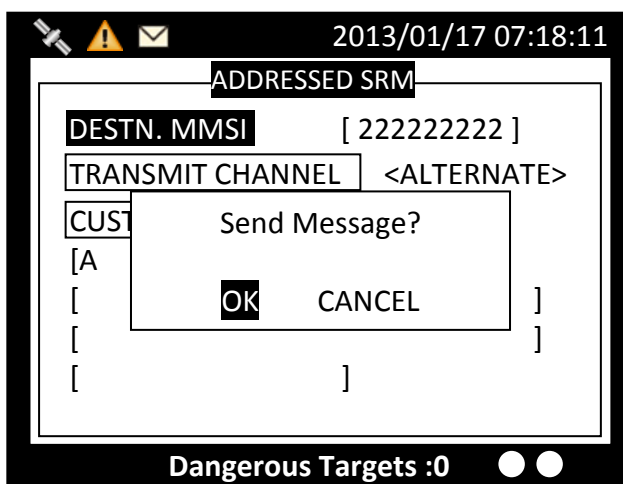 2013/01/17 07:18:11
ADDRESSED SRM
DESTN. MMSI [ 222222222 ]
TRANSMIT CHANNEL <ALTERNATE>
CUST
Send Message?
[A
[ OK CANCEL ]
[ ]
[ ]
Dangerous Targets :0